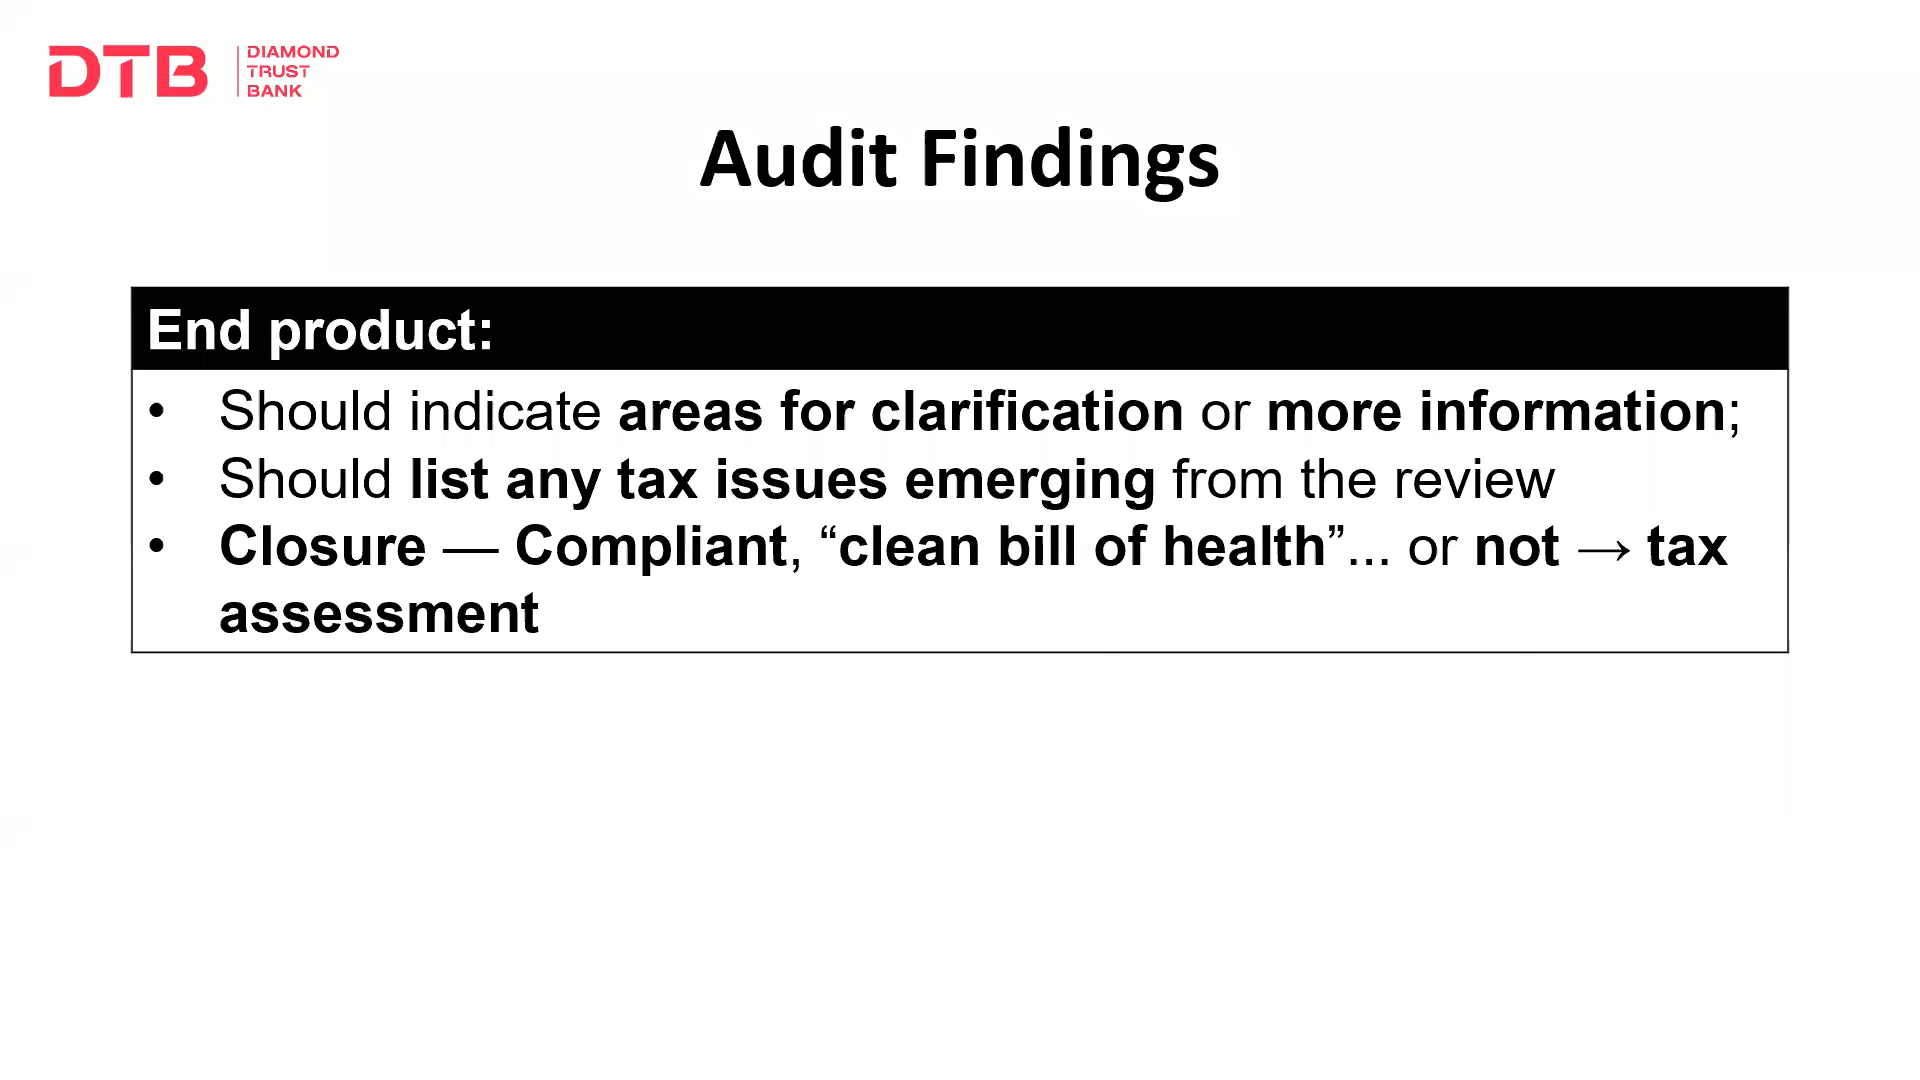 DTB
DIAMOND
TRUST
BANK
Audit Findings
End product:
• Should indicate areas for clarification or more information;
• Should list any tax issues emerging from the review
• Closure — Compliant, “clean bill of health”... or not → tax
assessment